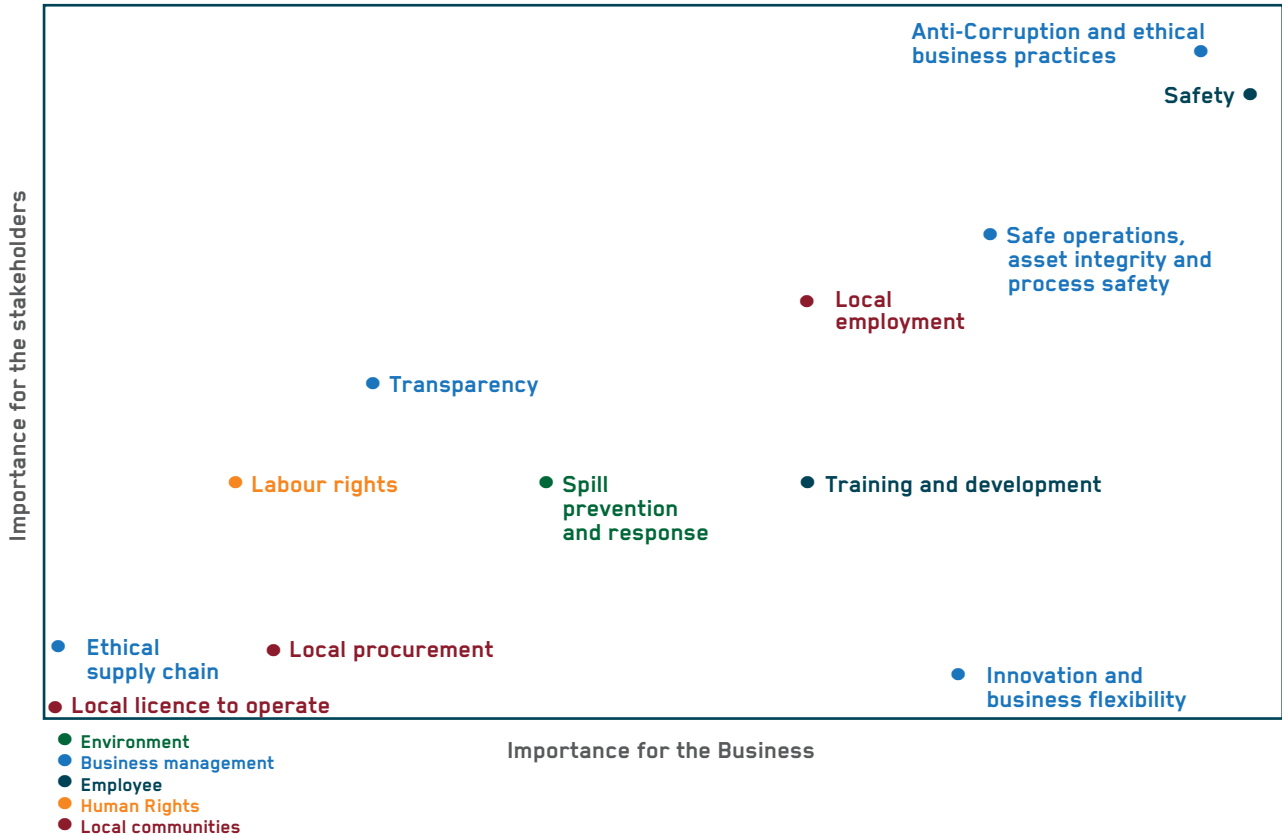 Anti-Corruption and ethical
business practices
Safety
Safe operations,
asset integrity and
process safety
Local
employment
Transparency
Labour rights
Spill
prevention
and response
Training and development
Ethical
supply chain
Local procurement
Innovation and
business flexibility
Local licence to operate
Importance for the stakeholders
Importance for the Business
Environment
Business management
Employee
Human Rights
Local communities